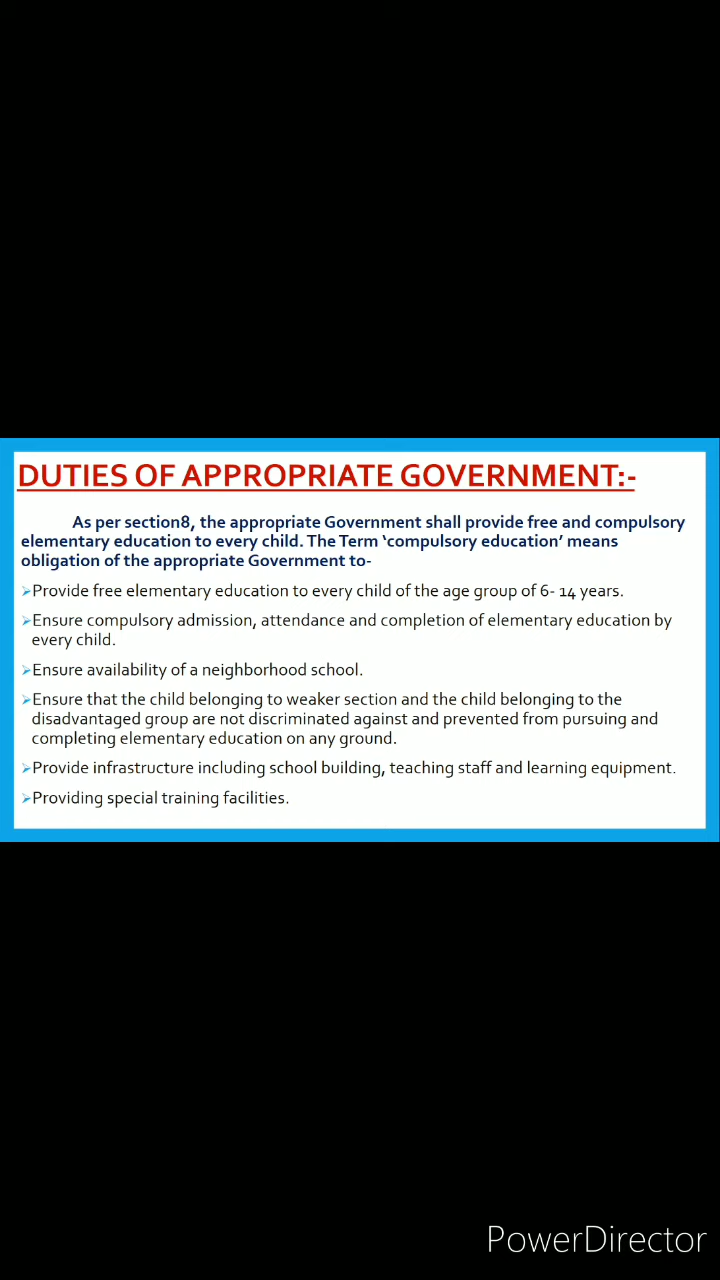 DUTIES OF APPROPRIATE GOVERNMENT:-
As per section8, the appropriate Government shall provide free and compulsory
elementary education to every child. The Term ‘compulsory education’ means
obligation of the appropriate Government to-
➢Provide free elementary education to every child of the age group of 6- 14 years.
➢Ensure compulsory admission, attendance and completion of elementary education by
every child.
➢Ensure availability of a neighborhood school.
➢Ensure that the child belonging to weaker section and the child belonging to the
disadvantaged group are not discriminated against and prevented from pursuing and
completing elementary education on any ground.
➢Provide infrastructure including school building, teaching staff and learning equipment.
➢Providing special training facilities.
PowerDirector